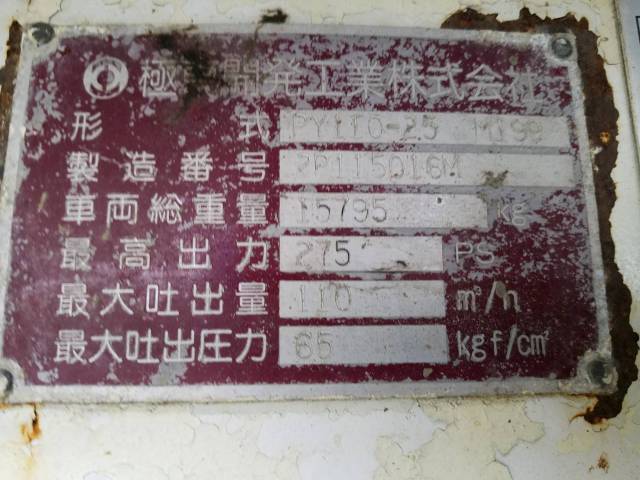 極東開発工業株式会社
形式 PY110-25
製造番号
車両総重量 15795 kg
最高出力 275 PS
最大吐出量 110 m³/h
最大吐出圧力 65 kgf/cm²